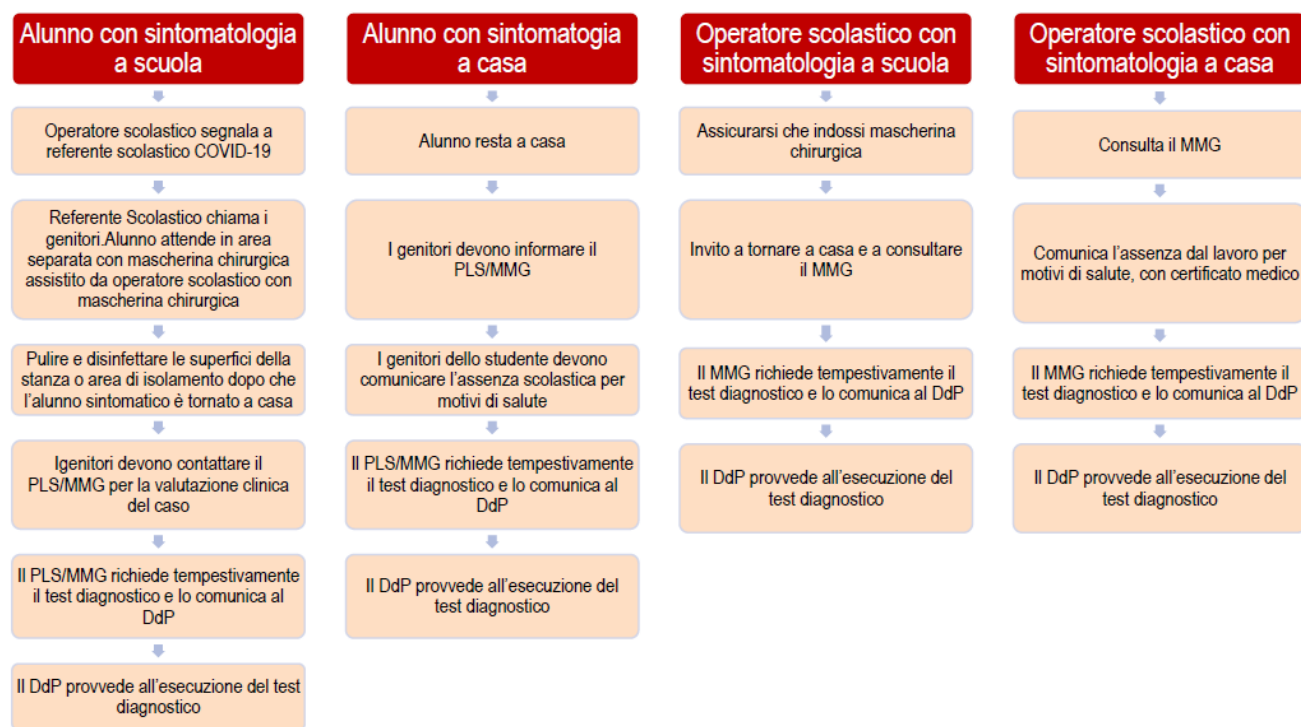 Alunno con sintomatologia
a scuola
Operatore scolastico segnala a
referente scolastico COVID-19
Referente Scolastico chiama i
genitori.Alunno attende in area
separata con mascherina chirurgica
assistito da operatore scolastico con
mascherina chirurgica
Pulire e disinfettare le superfici della
stanza o area di isolamento dopo che
l'alunno sintomatico è tornato a casa
Igenitori devono contattare il
PLS/MMG per la valutazione clinica
del caso
Il PLS/MMG richiede tempestivamente
il test diagnostico e lo comunica al
DdP
Il DdP provvede all'esecuzione del test
diagnostico
Alunno con sintomatogia
a casa
Alunno resta a casa
I genitori devono informare il
PLS/MMG
I genitori dello studente devono
comunicare l'assenza scolastica per
motivi di salute
Il PLS/MMG richiede tempestivamente
il test diagnostico e lo comunica al
DdP
Il DdP provvede all'esecuzione del
test diagnostico
Operatore scolastico con
sintomatologia a scuola
Assicurarsi che indossi mascherina
chirurgica
Invito a tornare a casa e a consultare
il MMG
Il MMG richiede tempestivamente il
test diagnostico e lo comunica al DdP
Il DdP provvede all'esecuzione del
test diagnostico
Operatore scolastico con
sintomatologia a casa
Consulta il MMG
Comunica l'assenza dal lavoro per
motivi di salute, con certificato medico
Il MMG richiede tempestivamente il
test diagnostico e lo comunica al DdP
Il DdP provvede all'esecuzione del
test diagnostico